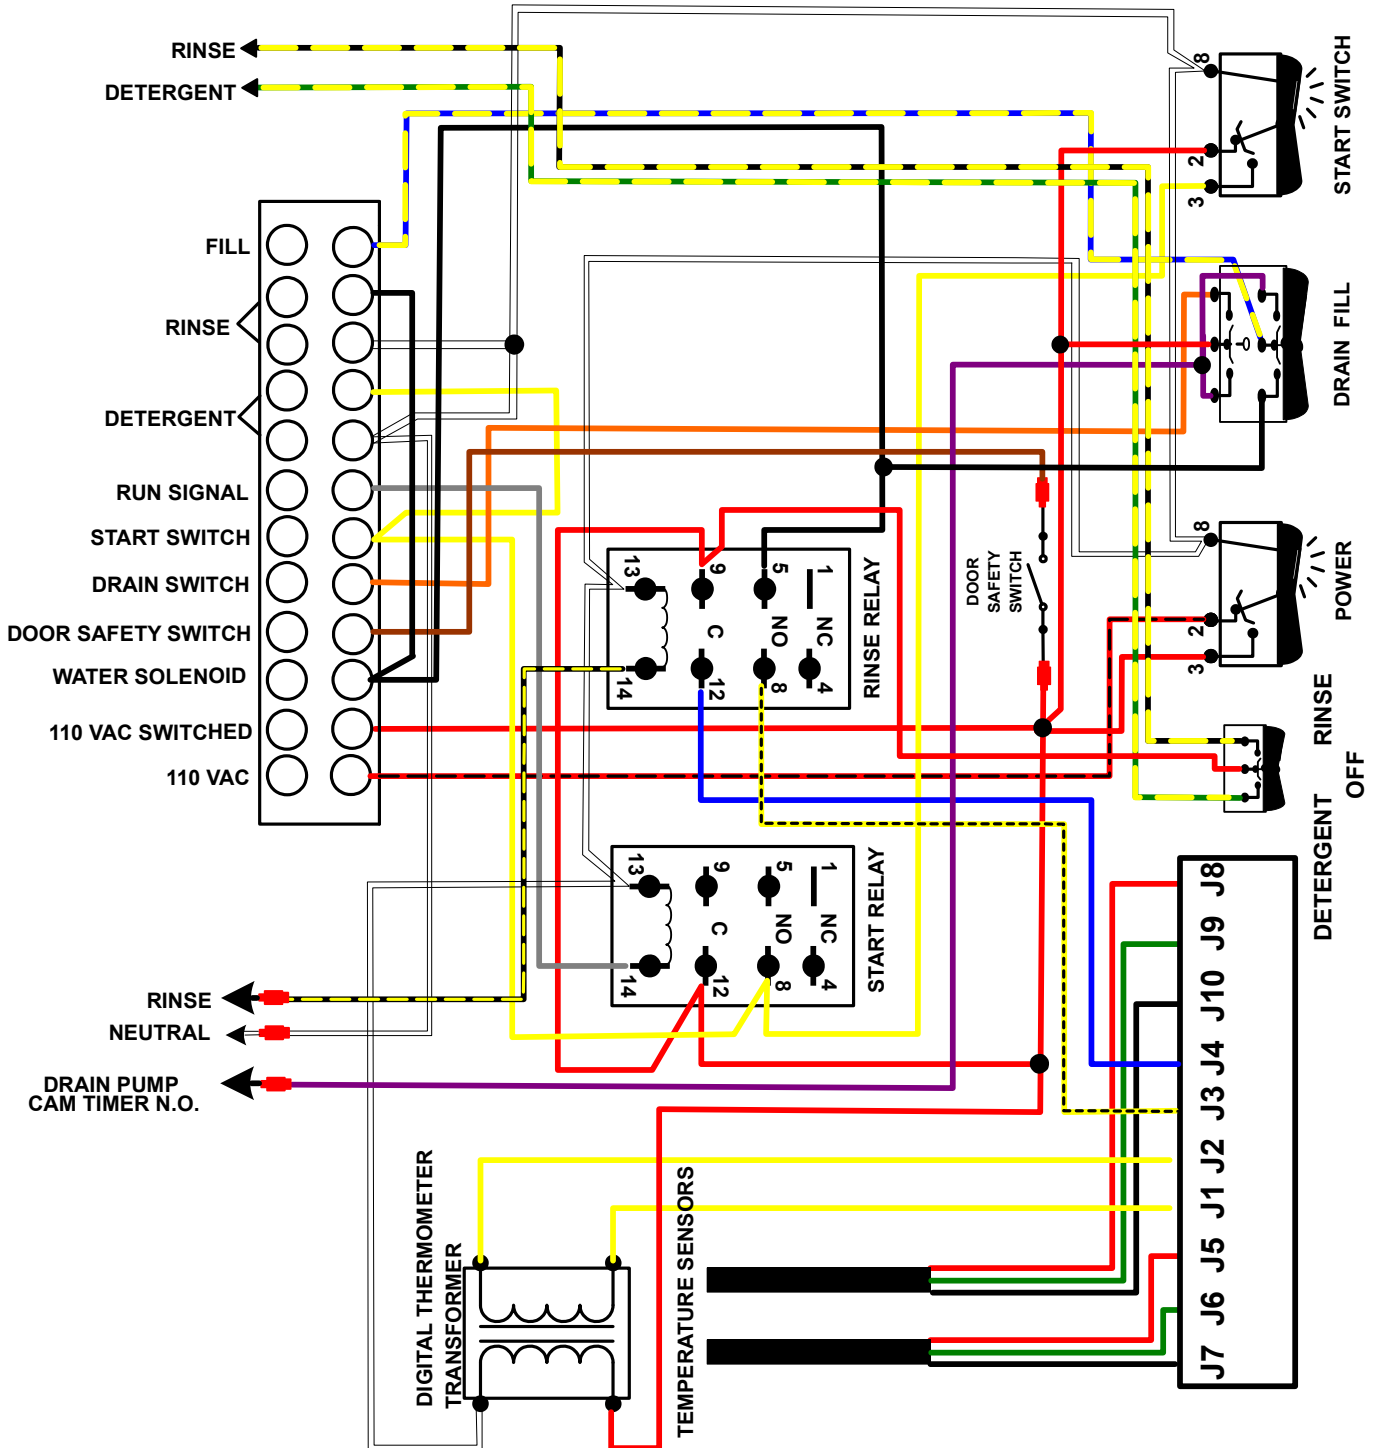 RINSE
DETERGENT
FILL
RINSE
DETERGENT
RUN SIGNAL
START SWITCH
DRAIN SWITCH
DOOR SAFETY SWITCH
WATER SOLENOID
110 VAC SWITCHED
110 VAC
RINSE
NEUTRAL
DRAIN PUMP
CAM TIMER N.O.
8
2
3
START SWITCH
DRAIN FILL
8
2
3
POWER
RINSE
OFF
DETERGENT
DOOR
SAFETY
SWITCH
13
9
5
1
C
NO
NC
14
12
8
4
RINSE RELAY
13
9
5
1
C
NO
NC
14
12
8
4
START RELAY
J8
J9
J10
J4
J3
J2
J1
J5
J6
J7
DIGITAL THERMOMETER
TRANSFORMER
TEMPERATURE SENSORS